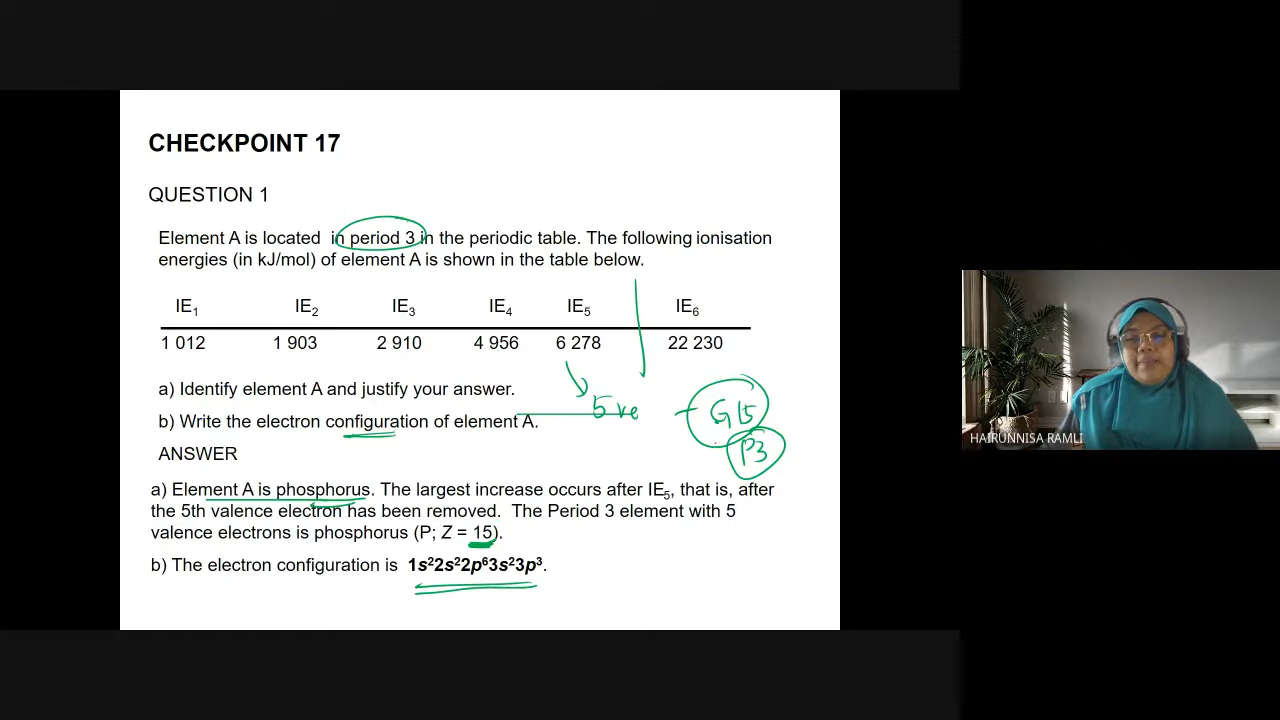 CHECKPOINT 17
QUESTION 1
Element A is located in period 3 in the periodic table. The following ionisation
energies (in kJ/mol) of element A is shown in the table below.
IE₁ IE₂ IE₃ IE₄ IE₅ IE₆
1 012 1 903 2 910 4 956 6 278 22 230
a) Identify element A and justify your answer.
5 ve
G15
b) Write the electron configuration of element A.
P3
HAIRUNNISA RAMLI
ANSWER
a) Element A is phosphorus. The largest increase occurs after IE₅, that is, after
the 5th valence electron has been removed. The Period 3 element with 5
valence electrons is phosphorus (P; Z = 15).
b) The electron configuration is 1s²2s²2p⁶3s²3p³.